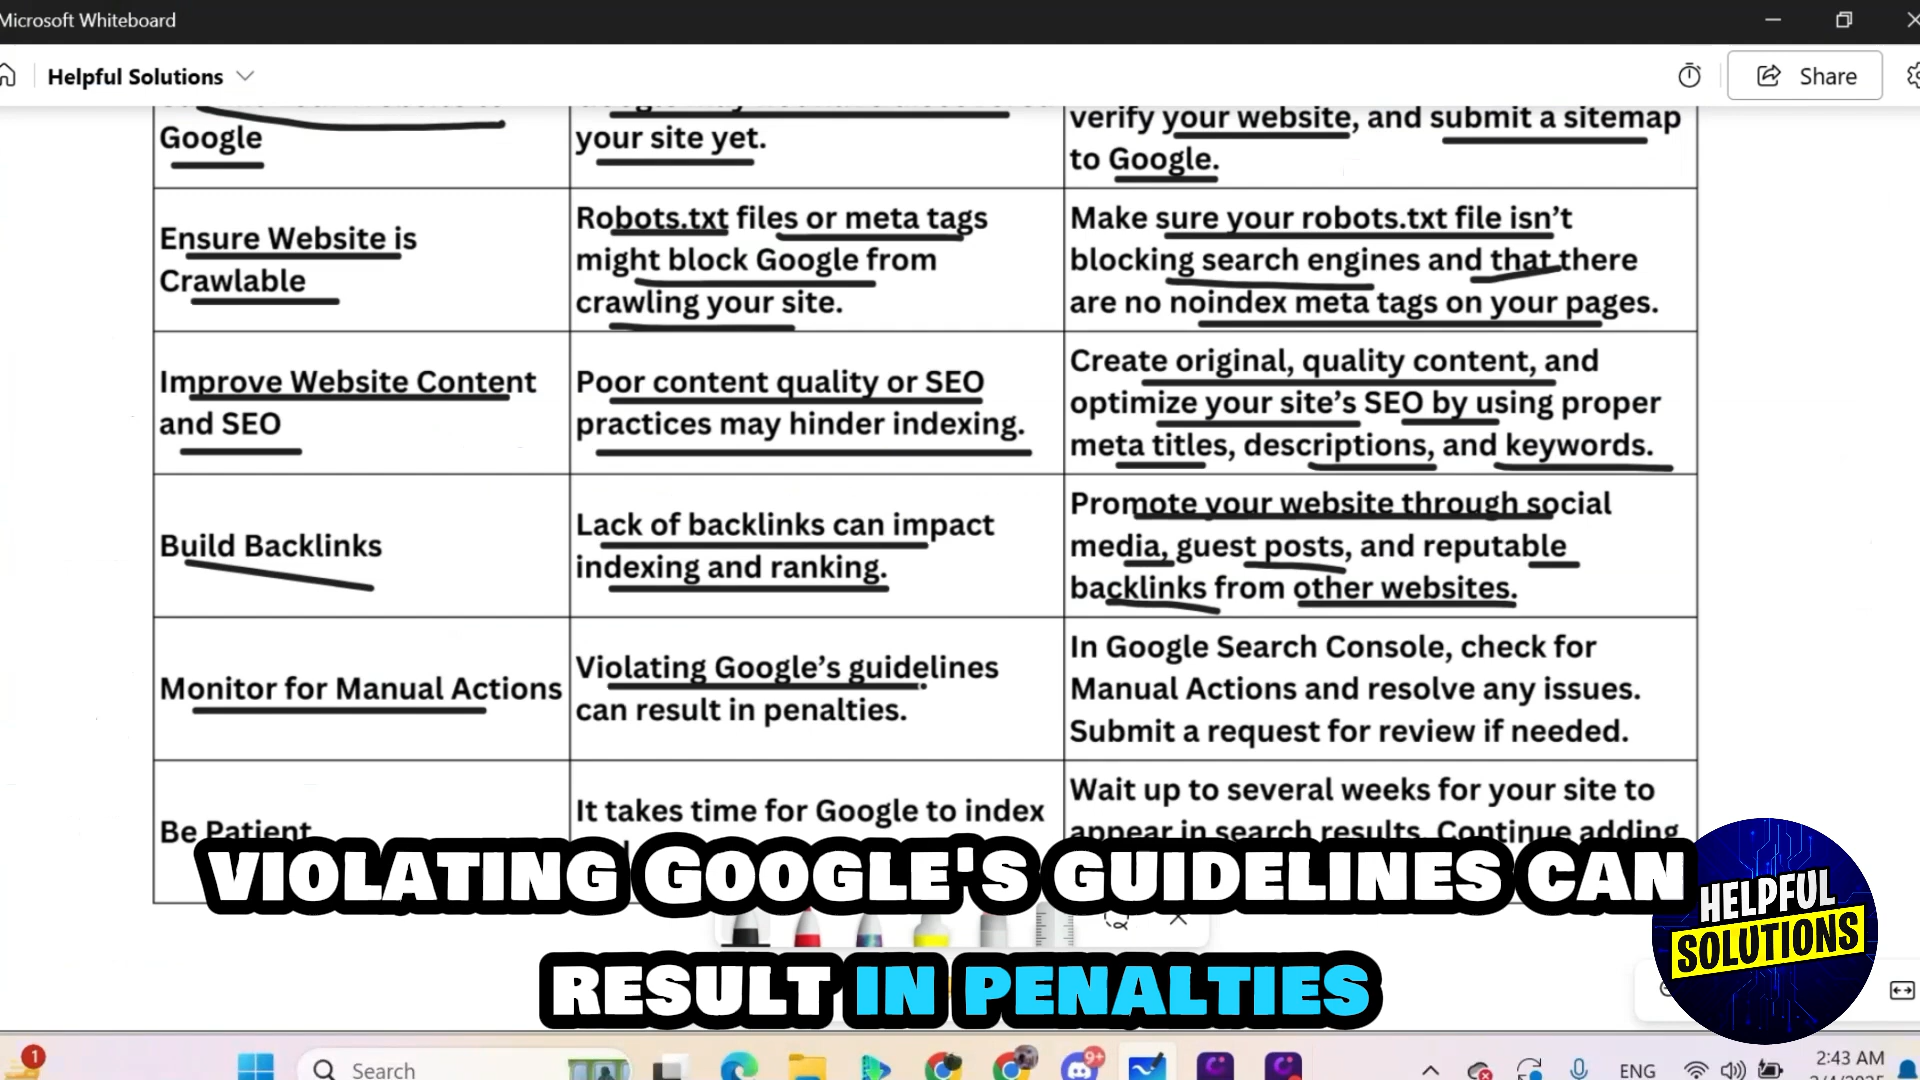 Microsoft Whiteboard
Helpful Solutions
Share
Google
your site yet.
verify your website, and submit a sitemap
to Google.
Ensure Website is
Crawlable
Robots.txt files or meta tags
might block Google from
crawling your site.
Make sure your robots.txt file isn't
blocking search engines and that there
are no noindex meta tags on your pages.
Improve Website Content
and SEO
Poor content quality or SEO
practices may hinder indexing.
Create original, quality content, and
optimize your site's SEO by using proper
meta titles, descriptions, and keywords.
Build Backlinks
Lack of backlinks can impact
indexing and ranking.
Promote your website through social
media, guest posts, and reputable
backlinks from other websites.
Monitor for Manual Actions
Violating Google's guidelines
can result in penalties.
In Google Search Console, check for
Manual Actions and resolve any issues.
Submit a request for review if needed.
Be Patient
It takes time for Google to index
Wait up to several weeks for your site to
appear in search results. Continue adding
VIOLATING GOOGLE'S GUIDELINES CAN
RESULT IN PENALTIES
HELPFUL
SOLUTIONS
1
Search
9+
ENG
2:43 AM